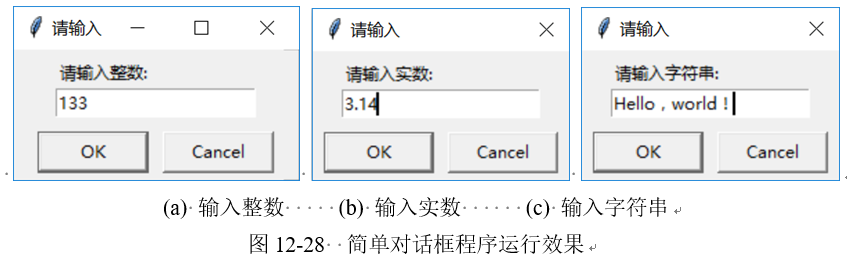 请输入 请输入 请输入
请输入整数: 请输入实数: 请输入字符串:
133 3.14 Hello，world！
OK Cancel OK Cancel OK Cancel
(a) 输入整数 (b) 输入实数 (c) 输入字符串
图 12-28 简单对话框程序运行效果